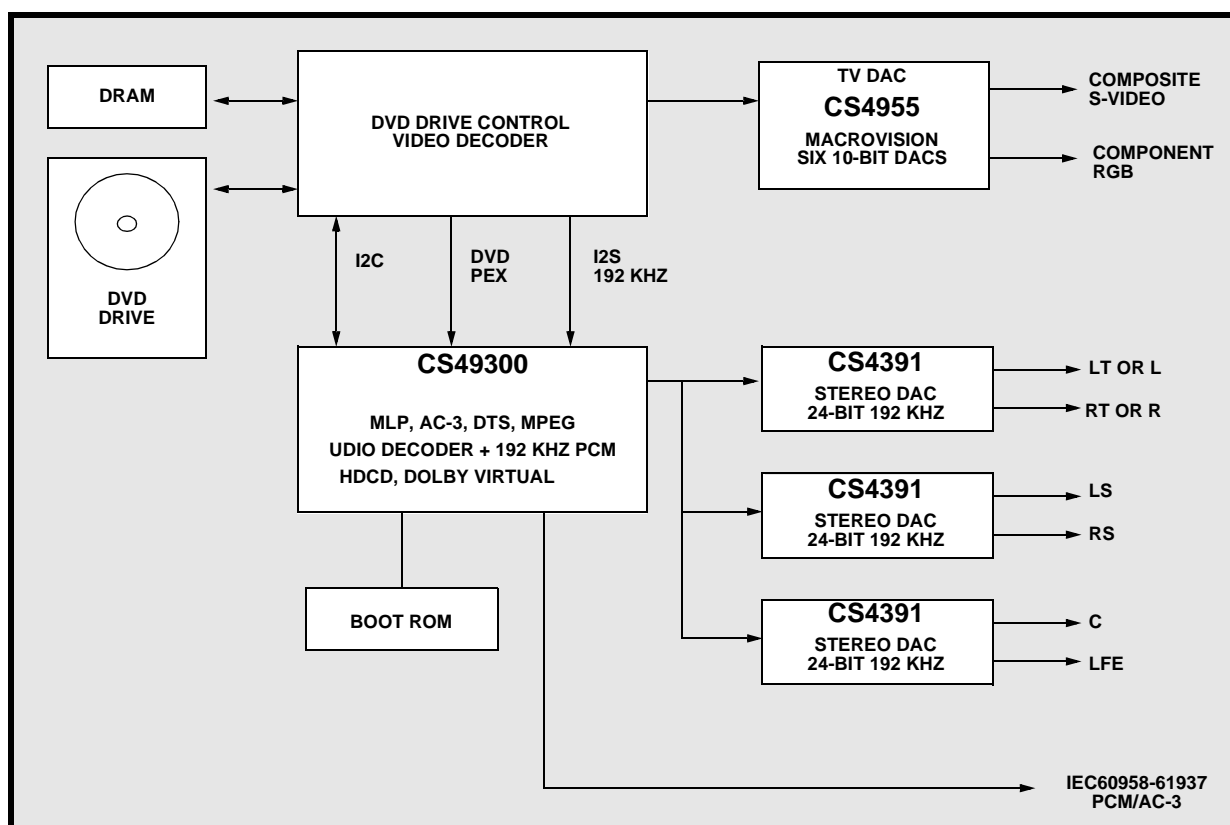 DRAM
DVD
DRIVE
DVD DRIVE CONTROL
VIDEO DECODER
TV DAC
CS4955
MACROVISION
SIX 10-BIT DACS
COMPOSITE
S-VIDEO
COMPONENT
RGB
I2C
DVD
PEX
I2S
192 KHZ
CS49300
MLP, AC-3, DTS, MPEG
UDIO DECODER + 192 KHZ PCM
HDCD, DOLBY VIRTUAL
BOOT ROM
CS4391
STEREO DAC
24-BIT 192 KHZ
LT OR L
RT OR R
CS4391
STEREO DAC
24-BIT 192 KHZ
LS
RS
CS4391
STEREO DAC
24-BIT 192 KHZ
C
LFE
IEC60958-61937
PCM/AC-3